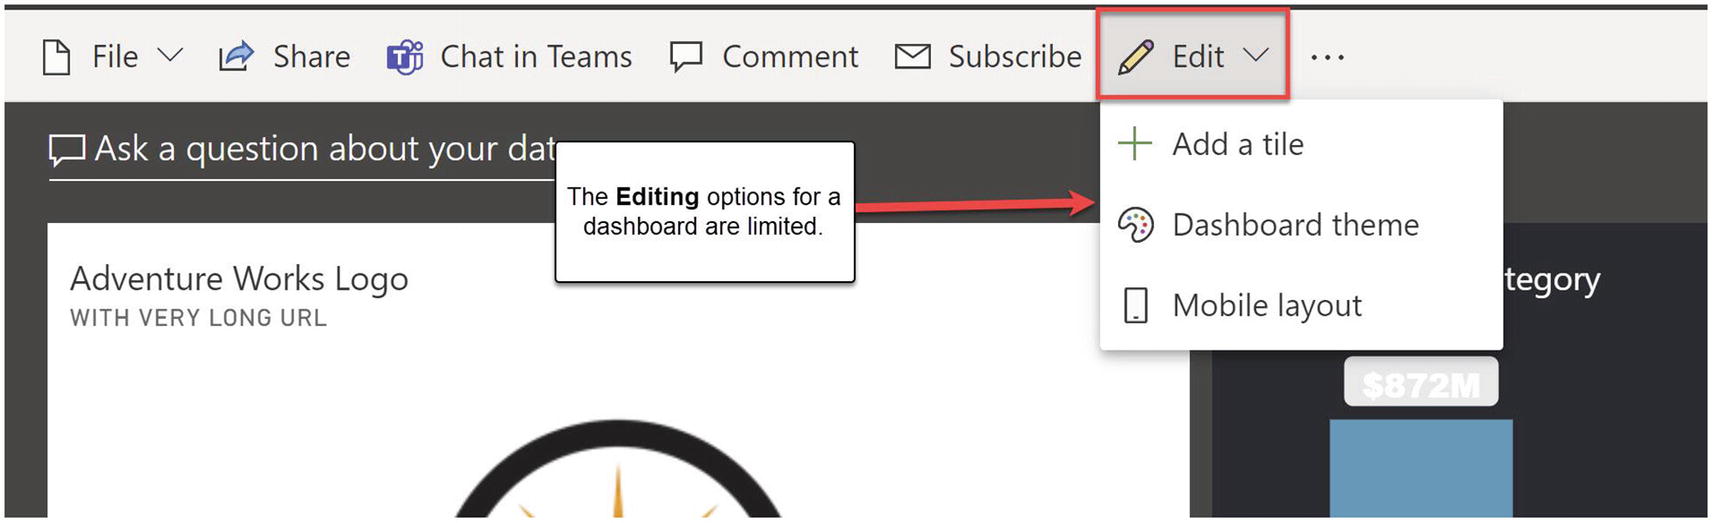 File Share Chat in Teams Comment Subscribe Edit ...
Ask a question about your dat
Add a tile
The Editing options for a
dashboard are limited.
Dashboard theme
Adventure Works Logo
tegory
WITH VERY LONG URL
Mobile layout
$872M